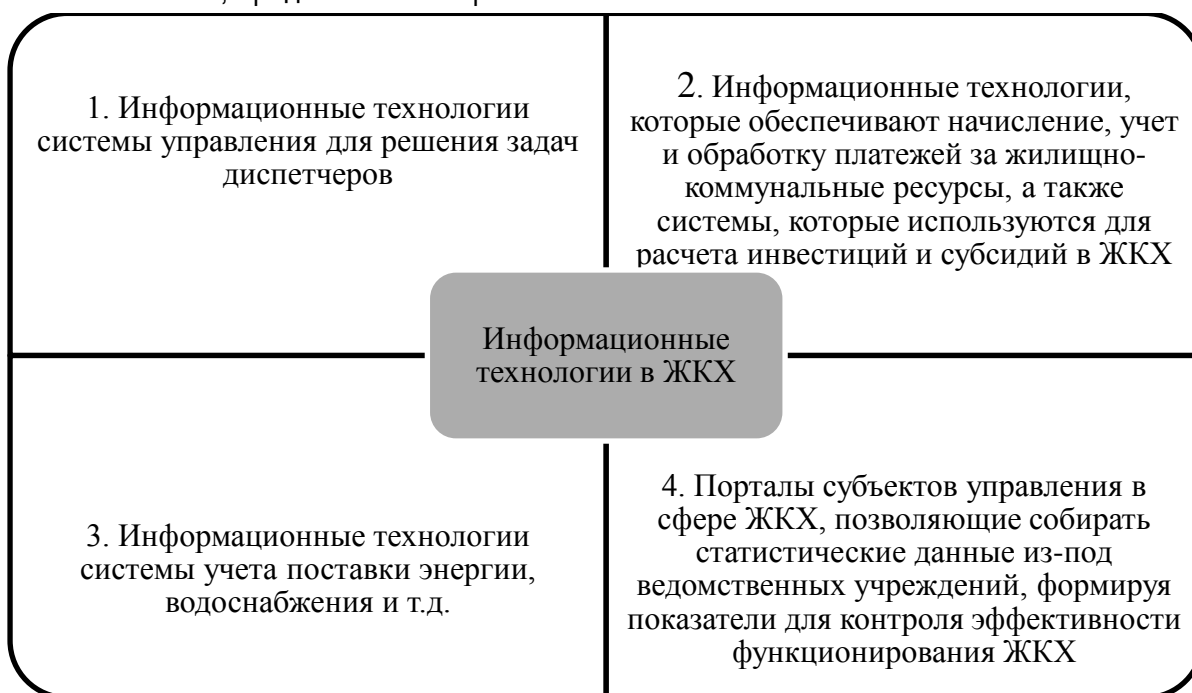 1. Информационные технологии
системы управления для решения задач
диспетчеров
2. Информационные технологии,
которые обеспечивают начисление, учет
и обработку платежей за жилищно-
коммунальные ресурсы, а также
системы, которые используются для
расчета инвестиций и субсидий в ЖКХ
Информационные
технологии в ЖКХ
3. Информационные технологии
системы учета поставки энергии,
водоснабжения и т.д.
4. Порталы субъектов управления в
сфере ЖКХ, позволяющие собирать
статистические данные из-под
ведомственных учреждений, формируя
показатели для контроля эффективности
функционирования ЖКХ